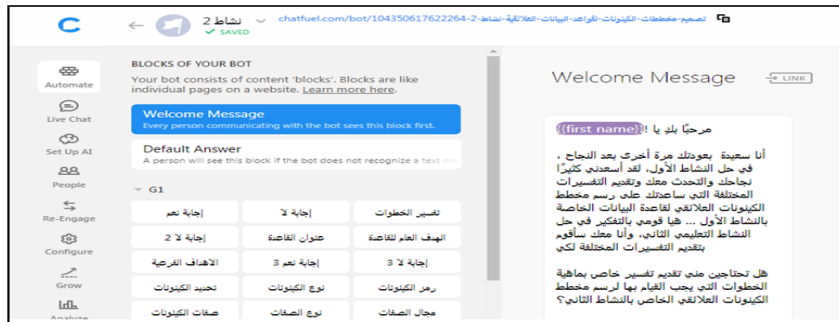 نشاط 2
SAVED
chatfuel.com/bot/104350617622264-2-تصميم-مخططات-الكينونات-لقواعد-البيانات-العلائقية-نشاط
Automate
Live Chat
Set Up AI
People
Re-Engage
Configure
Grow
Analyze
BLOCKS OF YOUR BOT
Your bot consists of content 'blocks'. Blocks are like
individual pages on a website. Learn more here.
Welcome Message
Every person communicating with the bot sees this block first.
Default Answer
A person will see this block if the bot does not recognize a text me
G1
تفسير الخطوات
إجابة لا
إجابة نعم
الهدف العام للقاعدة
عنوان القاعدة
إجابة لا 2
إجابة لا 3
إجابة نعم 3
الأهداف الفرعية
رمز الكينونات
نوع الكينونات
تحديد الكينونات
مجال الصفات
نوع الصفات
صفات الكينونات
Welcome Message
LINK
مرحبًا بكِ يا {{first name}}!
أنا سعيدة بعودتك مرة أخرى بعد النجاح ،
في حل النشاط الأول، لقد أسعدني كثيرًا
نجاحك والتحدث معك وتقديم التفسيرات
المختلفة التي ساعدتك على رسم مخطط
الكينونات العلائقي لقاعدة البيانات الخاصة
بالنشاط الأول ... هيا قومي بالتفكير في حل
النشاط التعليمي الثاني، وأنا معك سأقوم
بتقديم التفسيرات المختلفة لكي
هل تحتاجين مني تقديم تفسير خاص بماهية
الخطوات التي يجب القيام بها لرسم مخطط
الكينونات العلائقي الخاص بالنشاط الثاني؟